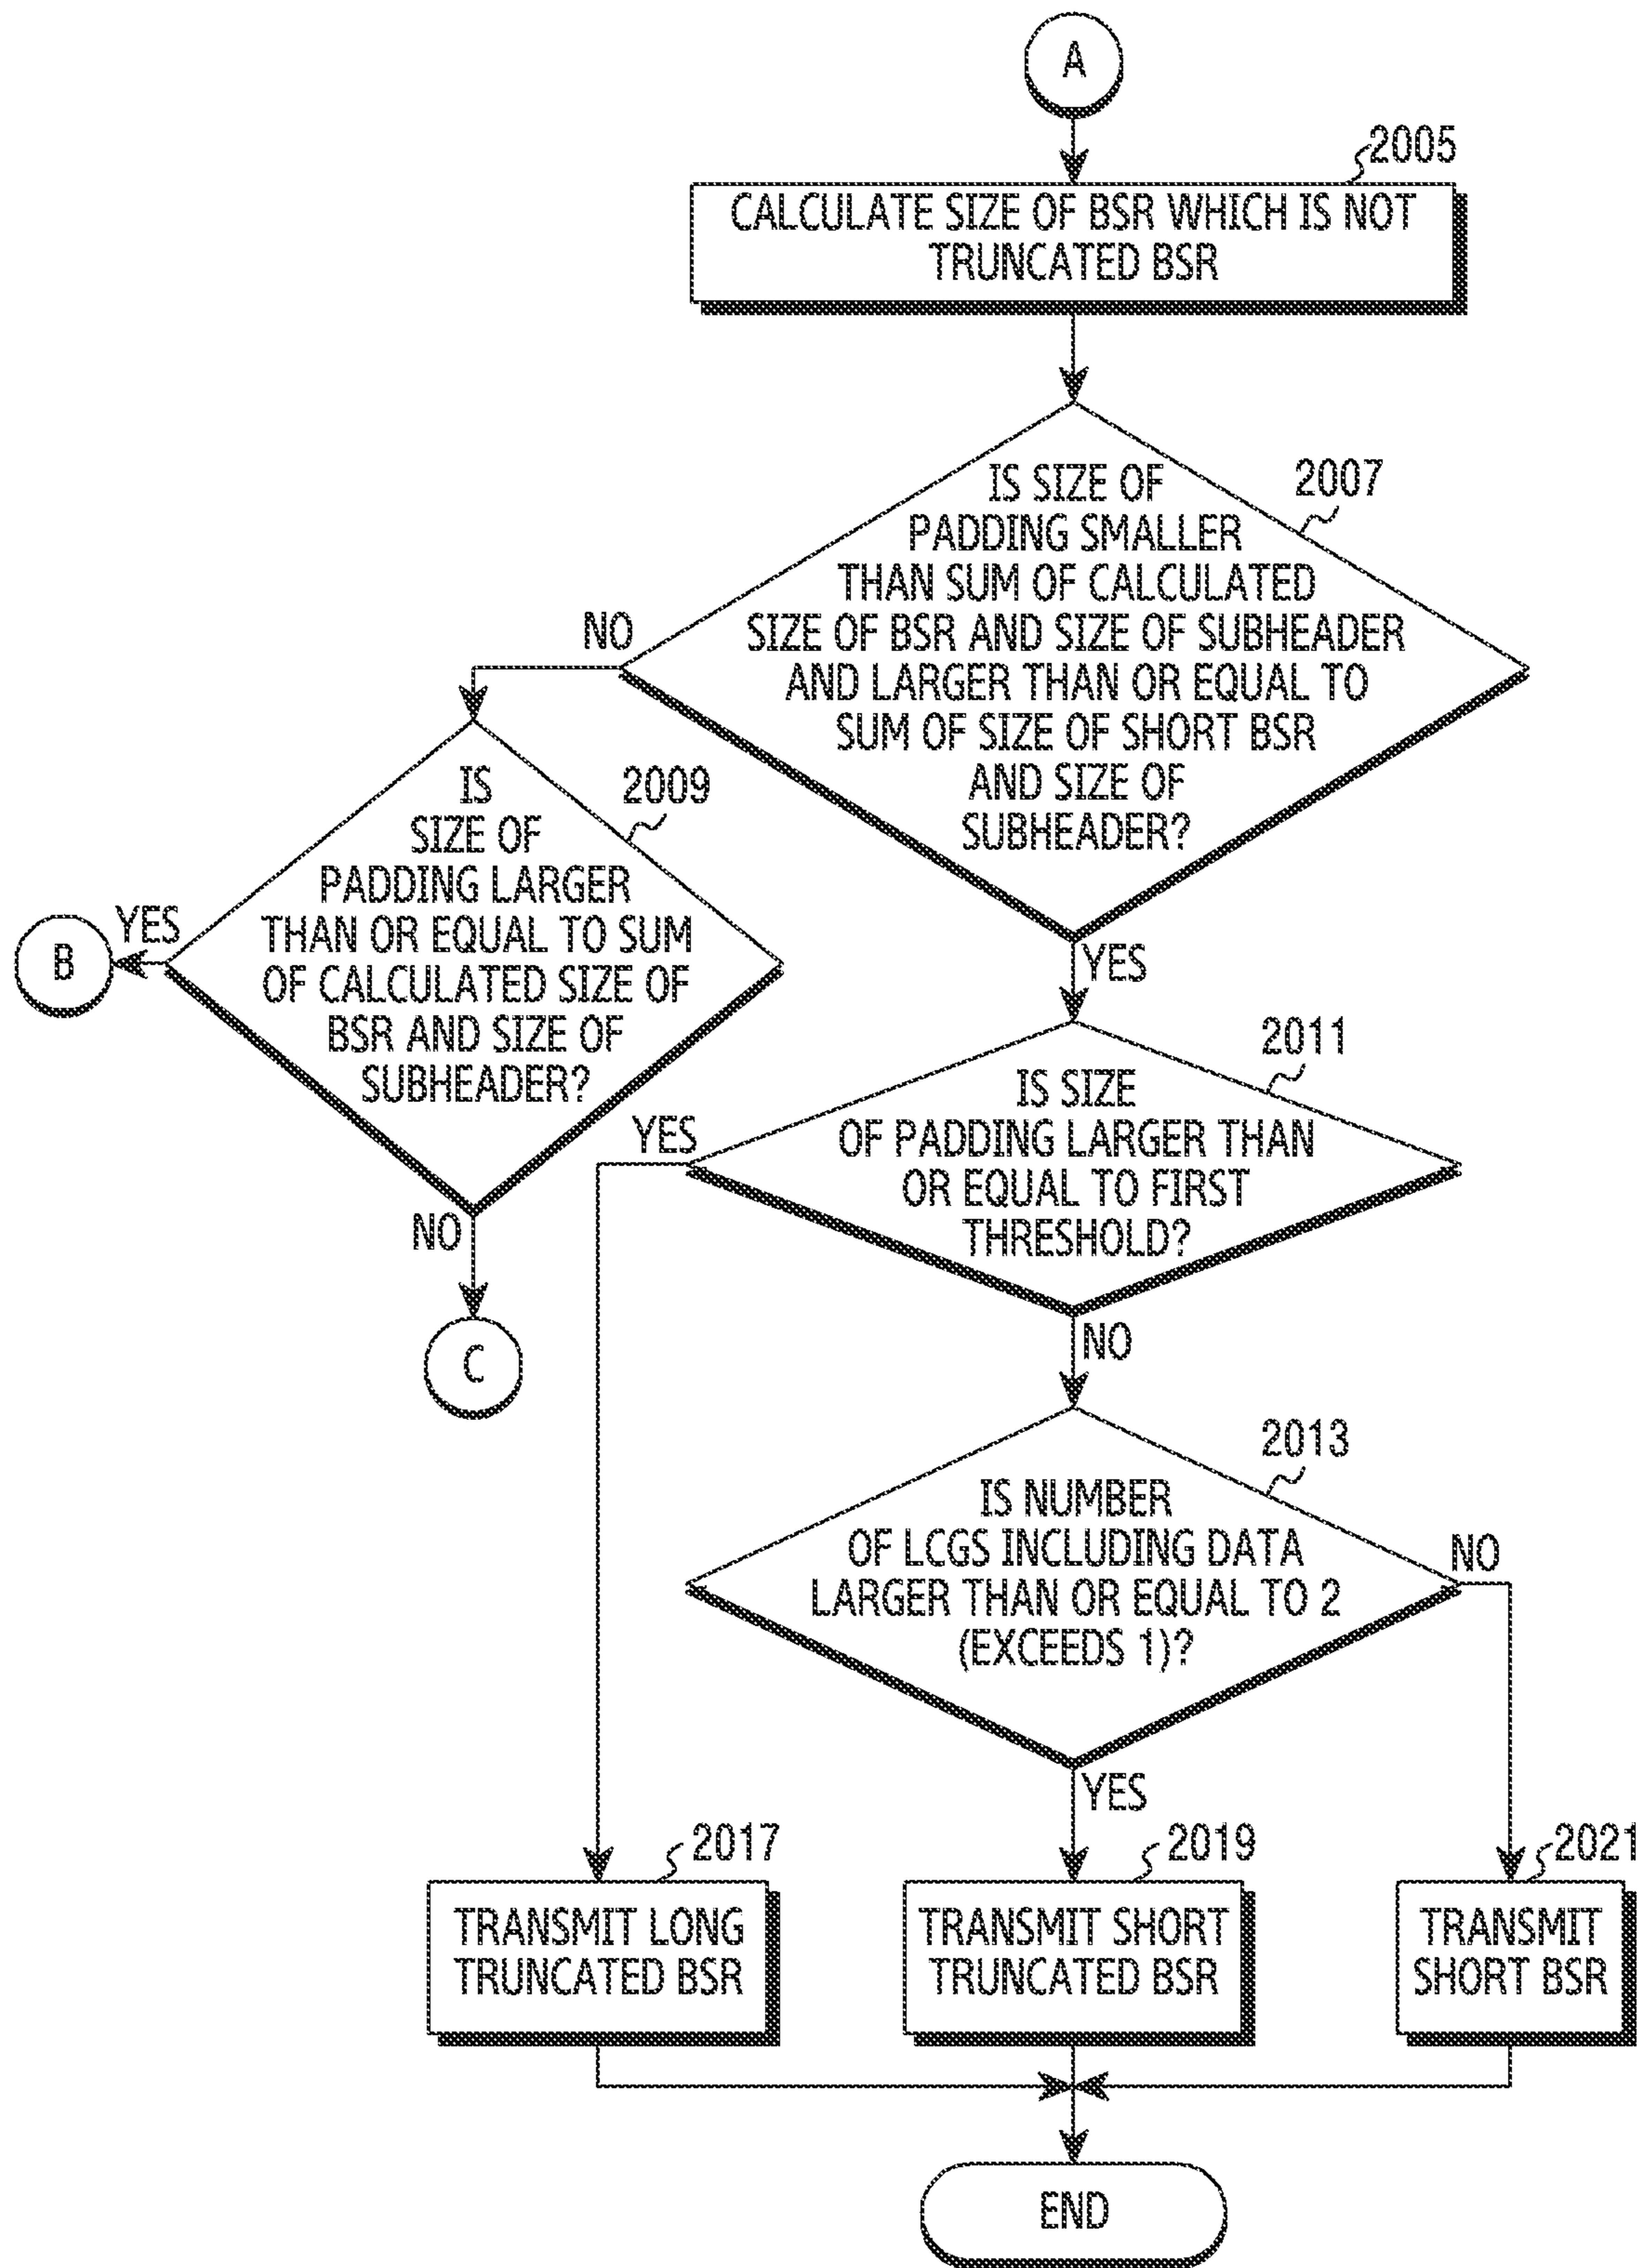 A
2005
CALCULATE SIZE OF BSR WHICH IS NOT
TRUNCATED BSR
2007
IS SIZE OF
PADDING SMALLER
THAN SUM OF CALCULATED
SIZE OF BSR AND SIZE OF SUBHEADER
AND LARGER THAN OR EQUAL TO
SUM OF SIZE OF SHORT BSR
AND SIZE OF
SUBHEADER?
NO
2009
IS
SIZE OF
PADDING LARGER
THAN OR EQUAL TO SUM
OF CALCULATED SIZE OF
BSR AND SIZE OF
SUBHEADER?
YES
B
NO
C
YES
2011
IS SIZE
OF PADDING LARGER THAN
OR EQUAL TO FIRST
THRESHOLD?
YES
NO
2013
IS NUMBER
OF LCGS INCLUDING DATA
LARGER THAN OR EQUAL TO 2
(EXCEEDS 1)?
NO
YES
2017
TRANSMIT LONG
TRUNCATED BSR
2019
TRANSMIT SHORT
TRUNCATED BSR
2021
TRANSMIT
SHORT BSR
END